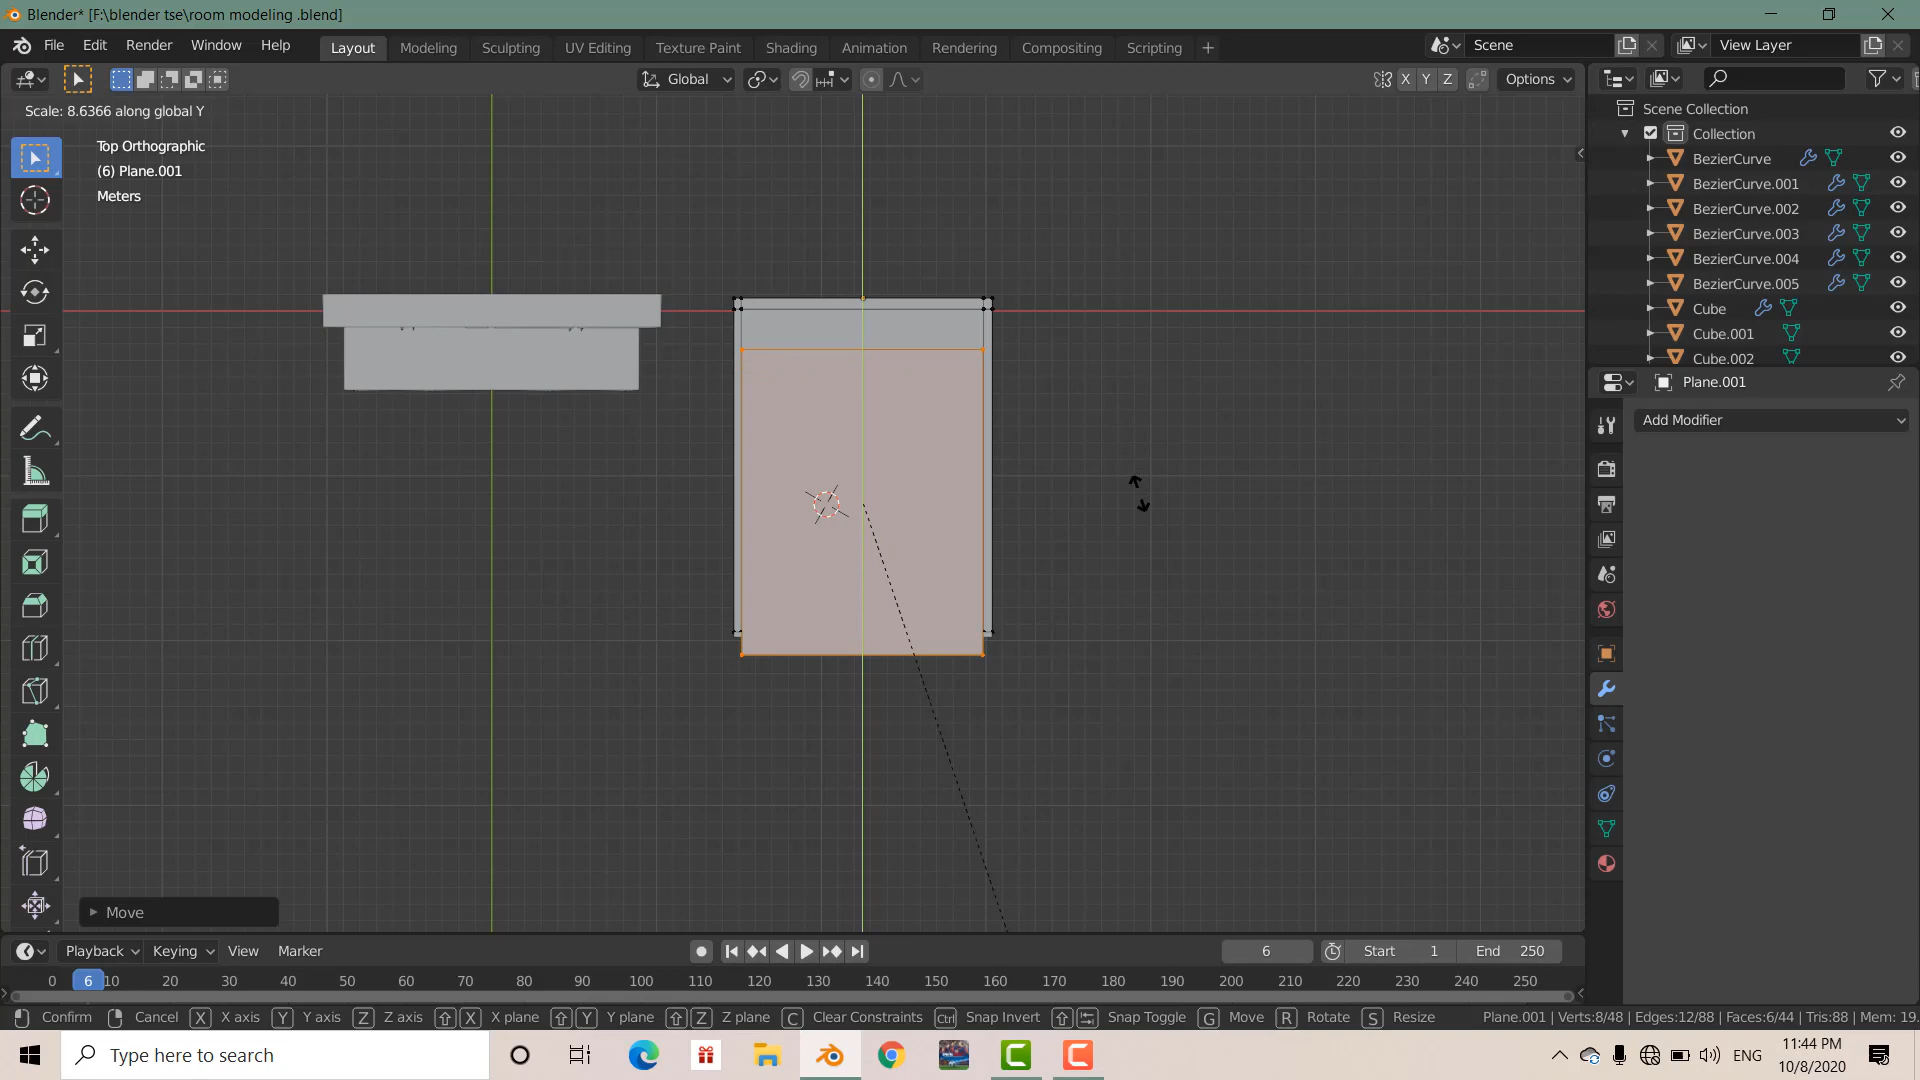 Blender* [F:\blender tse\room modeling .blend]
File Edit Render Window Help Layout Modeling Sculpting UV Editing Texture Paint Shading Animation Rendering Compositing Scripting + Scene View Layer
Global X Y Z Options
Scale: 8.6366 along global Y
Top Orthographic
(6) Plane.001
Meters
Scene Collection
Collection
BezierCurve
BezierCurve.001
BezierCurve.002
BezierCurve.003
BezierCurve.004
BezierCurve.005
Cube
Cube.001
Cube.002
Plane.001
Add Modifier
Move
Playback Keying View Marker 6 Start 1 End 250
0 6 10 20 30 40 50 60 70 80 90 100 110 120 130 140 150 160 170 180 190 200 210 220 230 240 250
Confirm Cancel X X axis Y Y axis Z Z axis X X plane Y Y plane Z Z plane C Clear Constraints Ctrl Snap Invert Snap Toggle G Move R Rotate S Resize Plane.001 | Verts:8/48 | Edges:12/88 | Faces:6/44 | Tris:88 | Mem: 19.
Type here to search
ENG
11:44 PM
10/8/2020